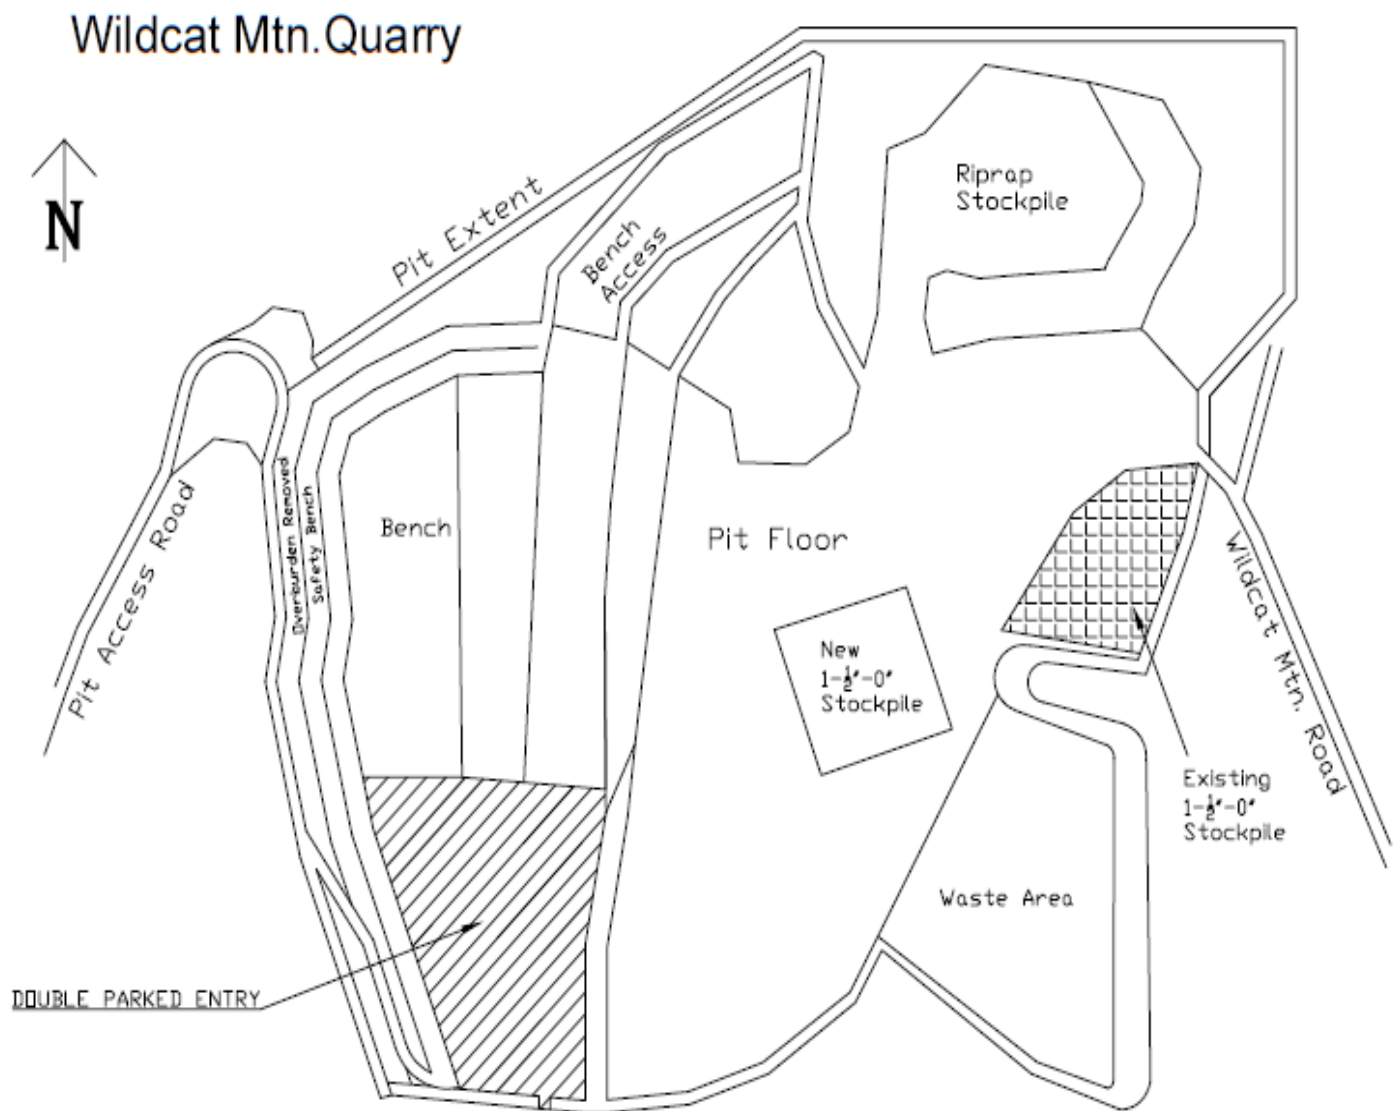 Wildcat Mtn.Quarry
N
Pit Extent
Bench
Access
Riprap
Stockpile
Pit Access Road
Overburden Removed
Safety Bench
Bench
Pit Floor
New
1-½"-0"
Stockpile
Wildcat Mtn. Road
Existing
1-½"-0"
Stockpile
Waste Area
DOUBLE PARKED ENTRY